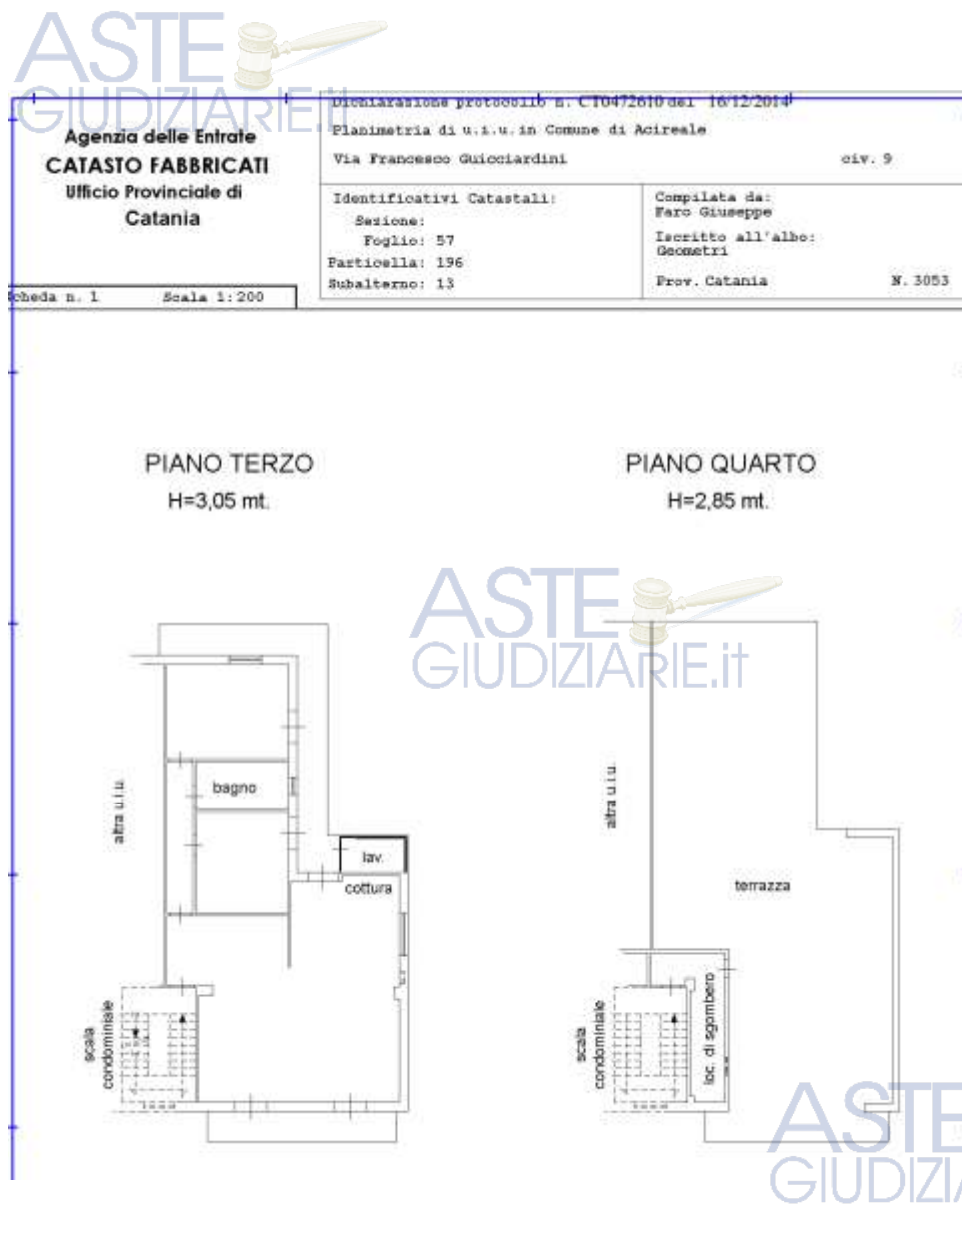 ASTE
GIUDIZIARIE.it
Dichiarazione protocollo n. CT0472610 del 16/12/2014
Planimetria di u.i.u. in Comune di Acireale
Via Francesco Guicciardini civ. 9
Agenzia delle Entrate
CATASTO FABBRICATI
Ufficio Provinciale di
Catania
Identificativi Catastali:
Sezione:
Foglio: 57
Particella: 196
Subalterno: 13
Compilata da:
Faro Giuseppe
Iscritto all'albo:
Geometri
Prov. Catania N. 3053
cheda n. 1 Scala 1:200
PIANO TERZO
H=3,05 mt.
PIANO QUARTO
H=2,85 mt.
ASTE
GIUDIZIARIE.it
altra u.i.u.
bagno
lav.
cottura
scala
condominiale
altra u.i.u.
terrazza
scala
condominiale
loc. di sgombero
ASTE
GIUDIZIA